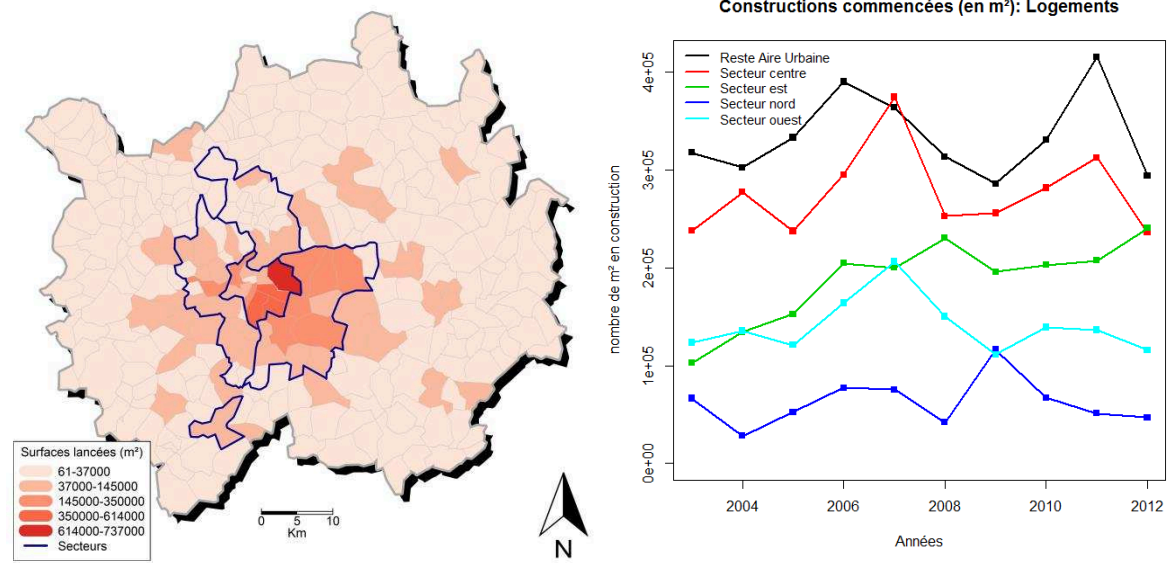 Surfaces lancées (m²)
61-37000
37000-145000
145000-350000
350000-614000
614000-737000
Secteurs
0 5 10
Km
N
Constructions commencées (en m²): Logements
Reste Aire Urbaine
Secteur centre
Secteur est
Secteur nord
Secteur ouest
nombre de m² en construction
4e+05
3e+05
2e+05
1e+05
0e+00
2004 2006 2008 2010 2012
Années